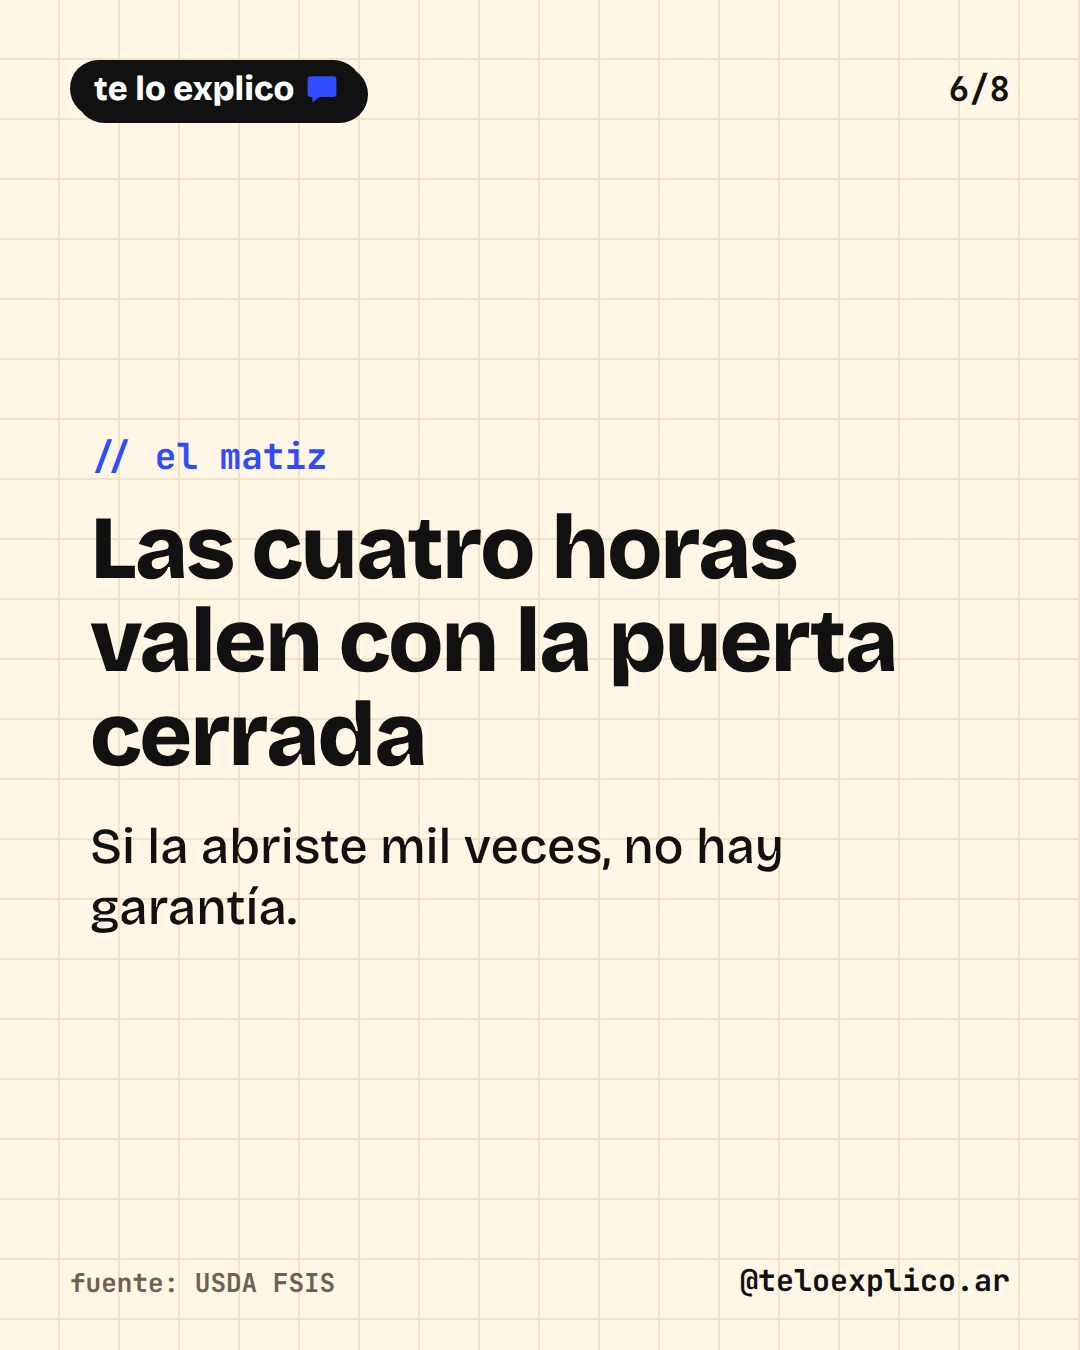 te lo explico
6/8
// el matiz
Las cuatro horas
valen con la puerta
cerrada
Si la abriste mil veces, no hay
garantía.
fuente: USDA FSIS
@teloexplico.ar